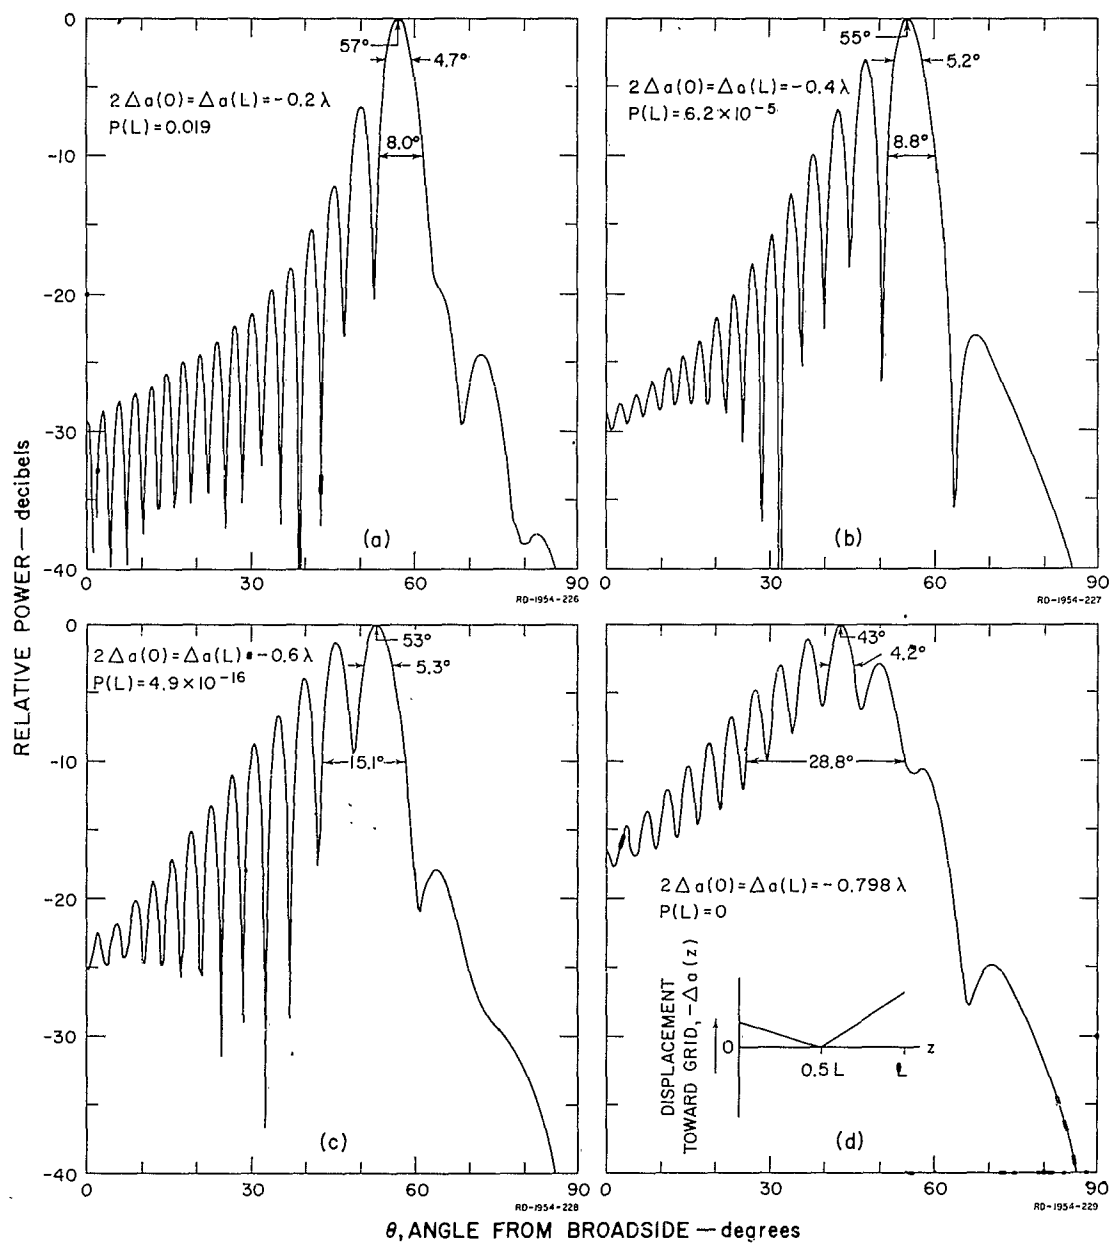 0
-10
-20
-30
-40
57°
4.7°
2Δa(0)=Δa(L)=-0.2λ
P(L)=0.019
8.0°
(a)
0
30
60
90
RD-1954-226
55°
5.2°
2Δa(0)=Δa(L)=-0.4λ
P(L)=6.2×10-5
8.8°
(b)
0
30
60
90
RD-1954-227
RELATIVE POWER — decibels
0
-10
-20
-30
-40
53°
2Δa(0)=Δa(L)=-0.6λ
5.3°
P(L)=4.9×10-16
15.1°
(c)
0
30
60
90
RD-1954-228
43°
4.2°
28.8°
2Δa(0)=Δa(L)=-0.798λ
P(L)=0
DISPLACEMENT
TOWARD GRID, -Δa(z)
0
z
0.5L
L
(d)
0
30
60
90
RD-1954-229
θ, ANGLE FROM BROADSIDE — degrees